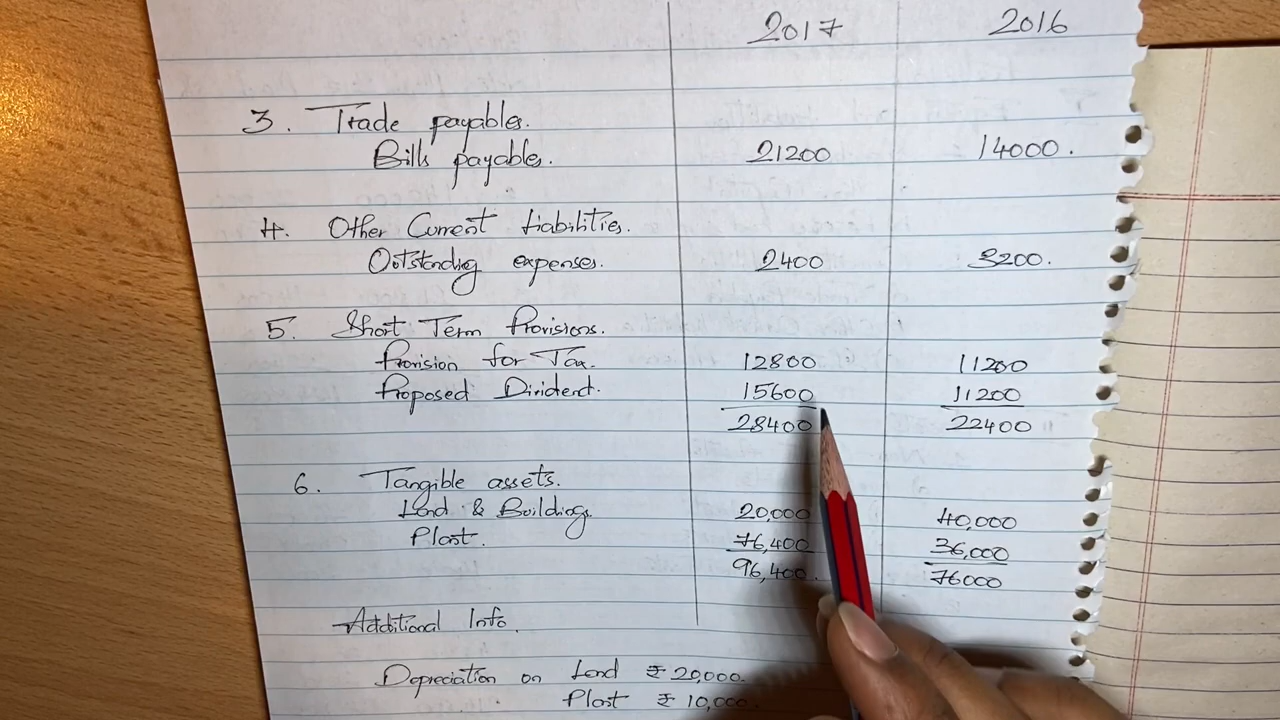 2017 2016
3. Trade payables.
Bills payables. 21200 14000.
4. Other Current Liabilities.
Outstanding expenses. 2400 3200.
5. Short Term Provisions.
Provision for Tax. 12800 11200
Proposed Dividend. 15600 11200
28400 22400
6. Tangible assets.
Land & Buildings 20,000 40,000
Plant. 76,400 36,000
96,400. 76000
Additional Info.
Depreciation on Land ₹ 20,000.
Plant ₹ 10,000.